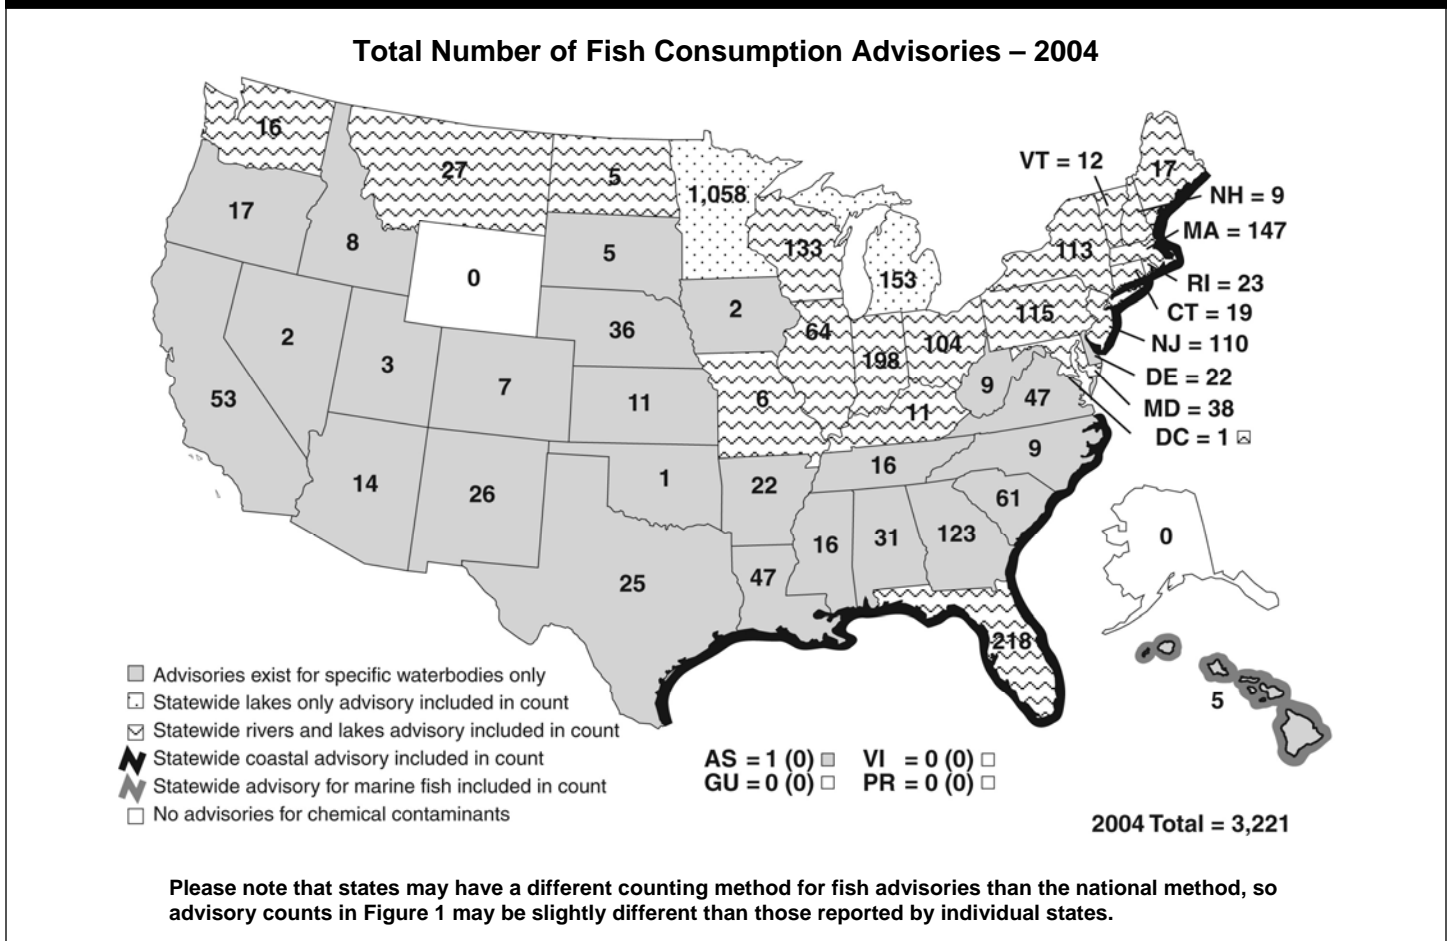 Total Number of Fish Consumption Advisories – 2004
16
27
5
1,058
VT = 12
17
NH = 9
MA = 147
17
8
0
5
133
153
113
RI = 23
CT = 19
NJ = 110
DE = 22
MD = 38
DC = 1
2
3
7
36
2
64
198
104
115
53
11
6
11
9
47
14
26
1
22
16
9
61
25
47
16
31
123
218
0
5
Advisories exist for specific waterbodies only
Statewide lakes only advisory included in count
Statewide rivers and lakes advisory included in count
Statewide coastal advisory included in count
Statewide advisory for marine fish included in count
No advisories for chemical contaminants
AS = 1 (0) VI = 0 (0)
GU = 0 (0) PR = 0 (0)
2004 Total = 3,221
Please note that states may have a different counting method for fish advisories than the national method, so
advisory counts in Figure 1 may be slightly different than those reported by individual states.